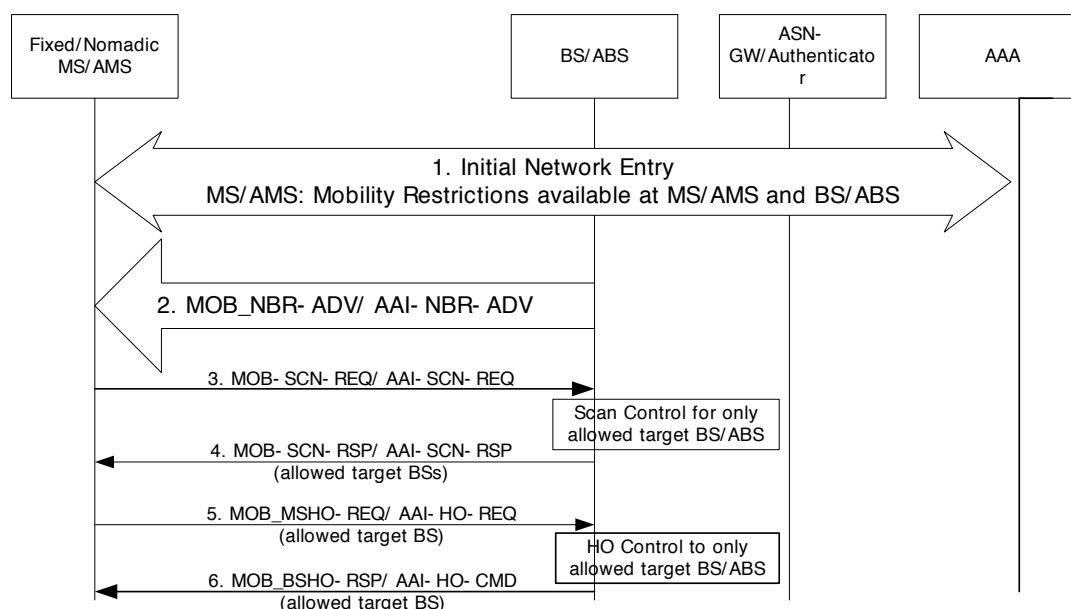 Fixed/Nomadic
MS/AMS
BS/ABS
ASN-
GW/Authenticato
r
AAA
1. Initial Network Entry
MS/AMS: Mobility Restrictions available at MS/AMS and BS/ABS
2. MOB_NBR-ADV/ AAI-NBR-ADV
3. MOB-SCN-REQ/ AAI-SCN-REQ
Scan Control for only
allowed target BS/ABS
4. MOB-SCN-RSP/ AAI-SCN-RSP
(allowed target BSs)
5. MOB_MSHO-REQ/ AAI-HO-REQ
(allowed target BS)
HO Control to only
allowed target BS/ABS
6. MOB_BSHO-RSP/ AAI-HO-CMD
(allowed target BS)